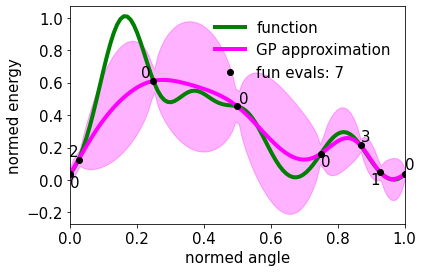 function
GP approximation
fun evals: 7
normed energy
1.0
0.8
0.6
0.4
0.2
0.0
−0.2
2
0
0
0
0
3
1
0
0.0 0.2 0.4 0.6 0.8 1.0
normed angle